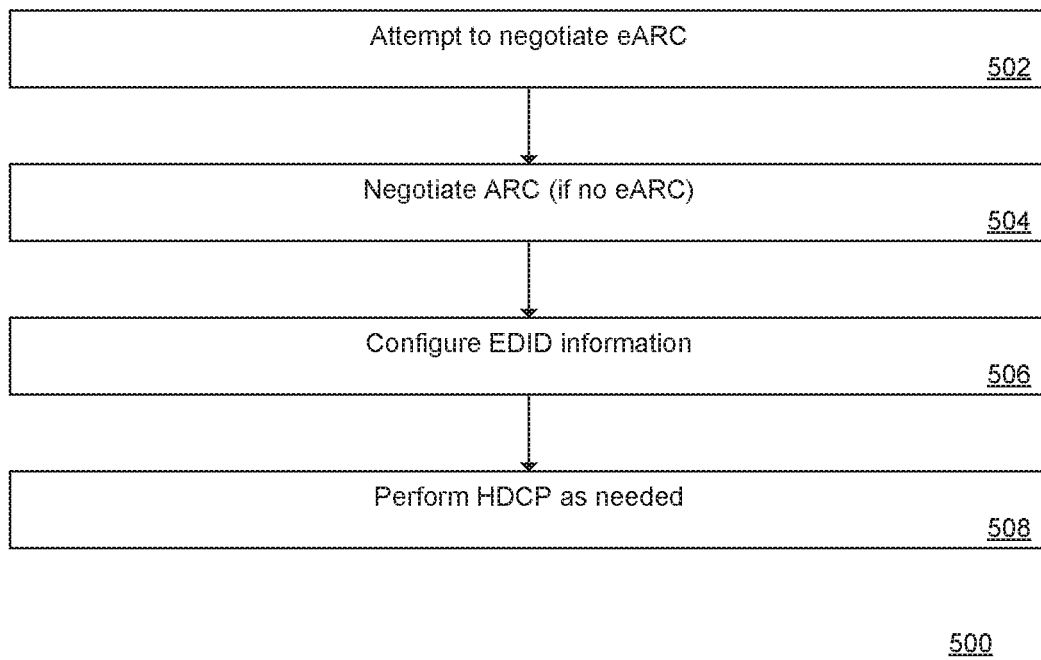 Attempt to negotiate eARC
502
Negotiate ARC (if no eARC)
504
Configure EDID information
506
Perform HDCP as needed
508
500